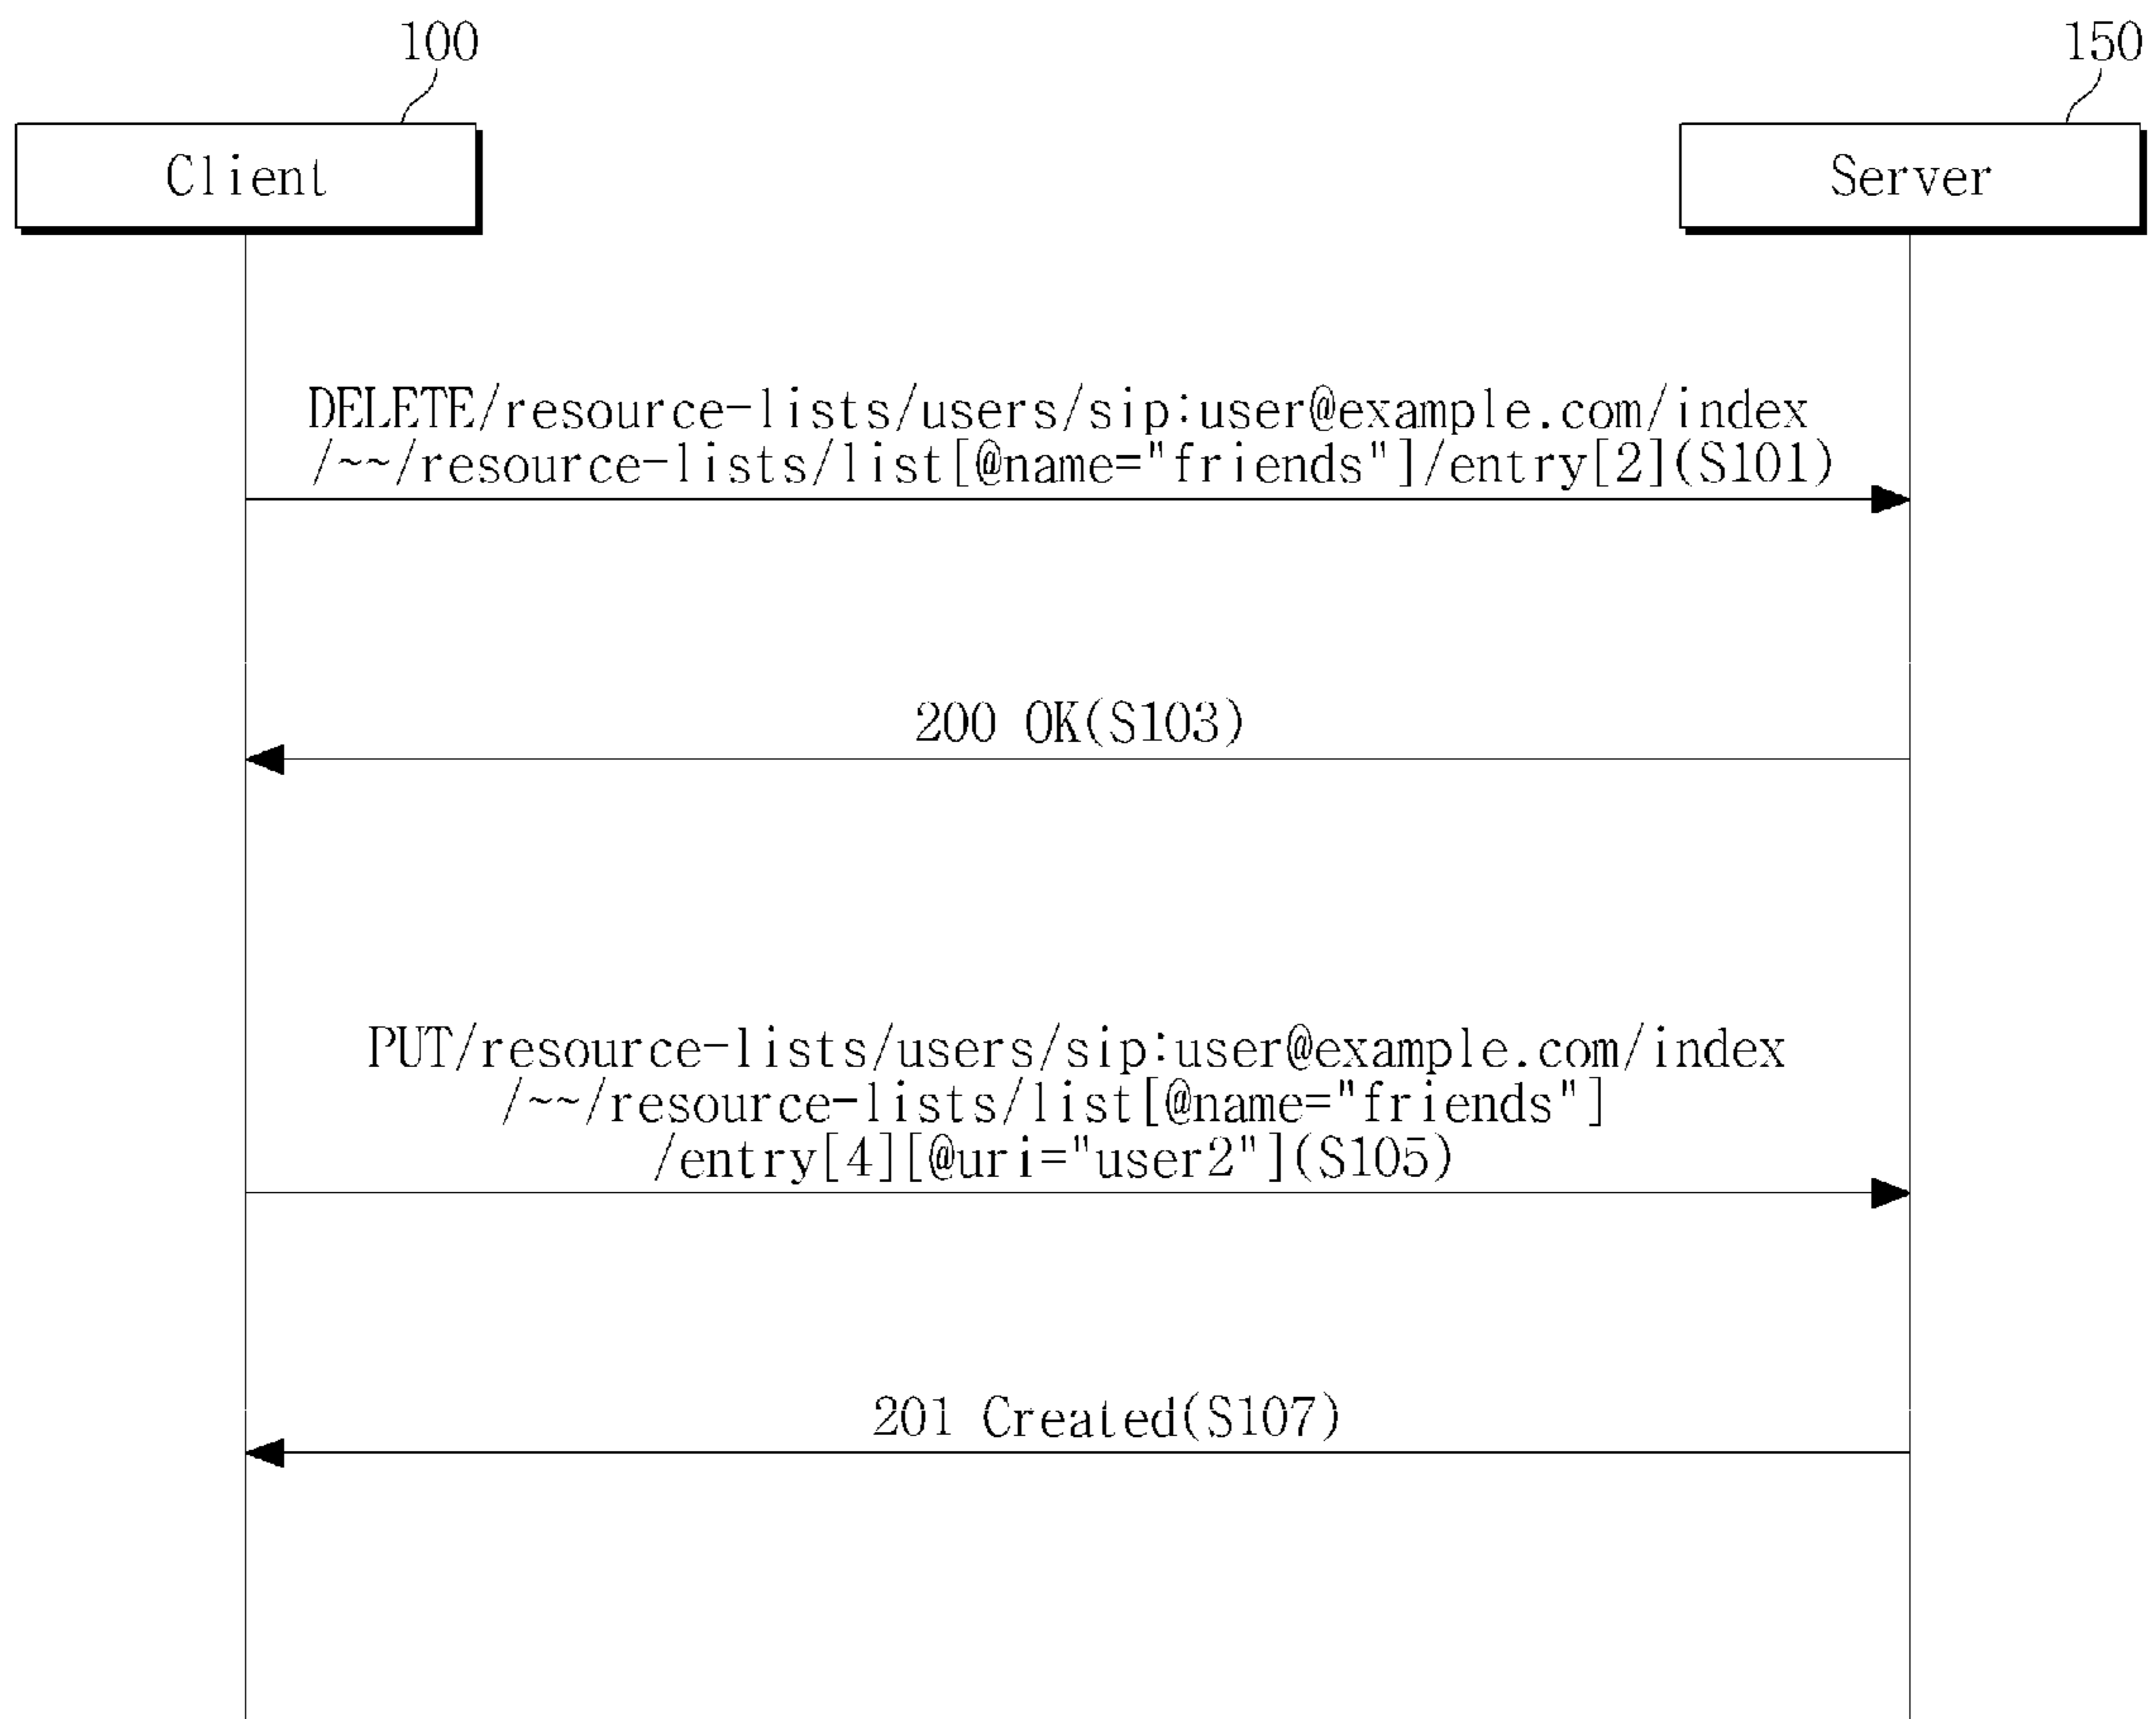 100
150
Client
Server
DELETE/resource-lists/users/sip:user@example.com/index
/~~/resource-lists/list[@name="friends"]/entry[2](S101)
200 OK(S103)
PUT/resource-lists/users/sip:user@example.com/index
/~~/resource-lists/list[@name="friends"]
/entry[4][@uri="user2"](S105)
201 Created(S107)